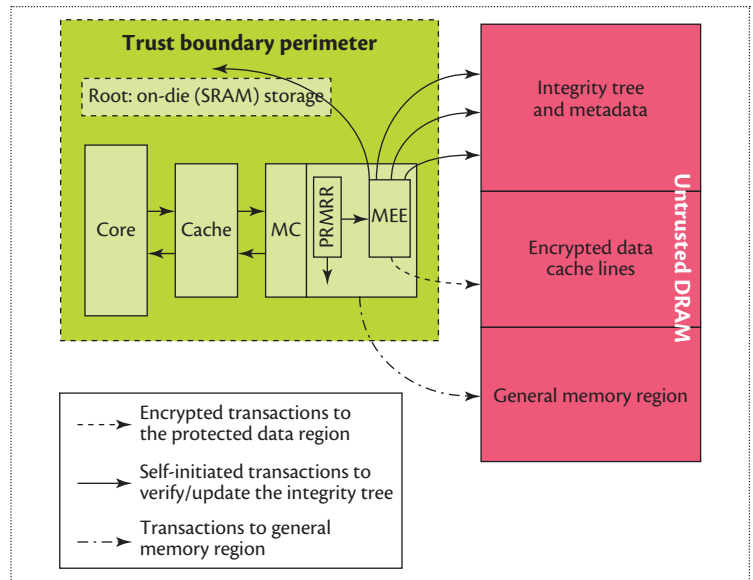 Trust boundary perimeter
Root: on-die (SRAM) storage
Core
Cache
MC
PRMRR
MEE
Integrity tree
and metadata
Encrypted data
cache lines
General memory region
Untrusted DRAM
Encrypted transactions to
the protected data region
Self-initiated transactions to
verify/update the integrity tree
Transactions to general
memory region